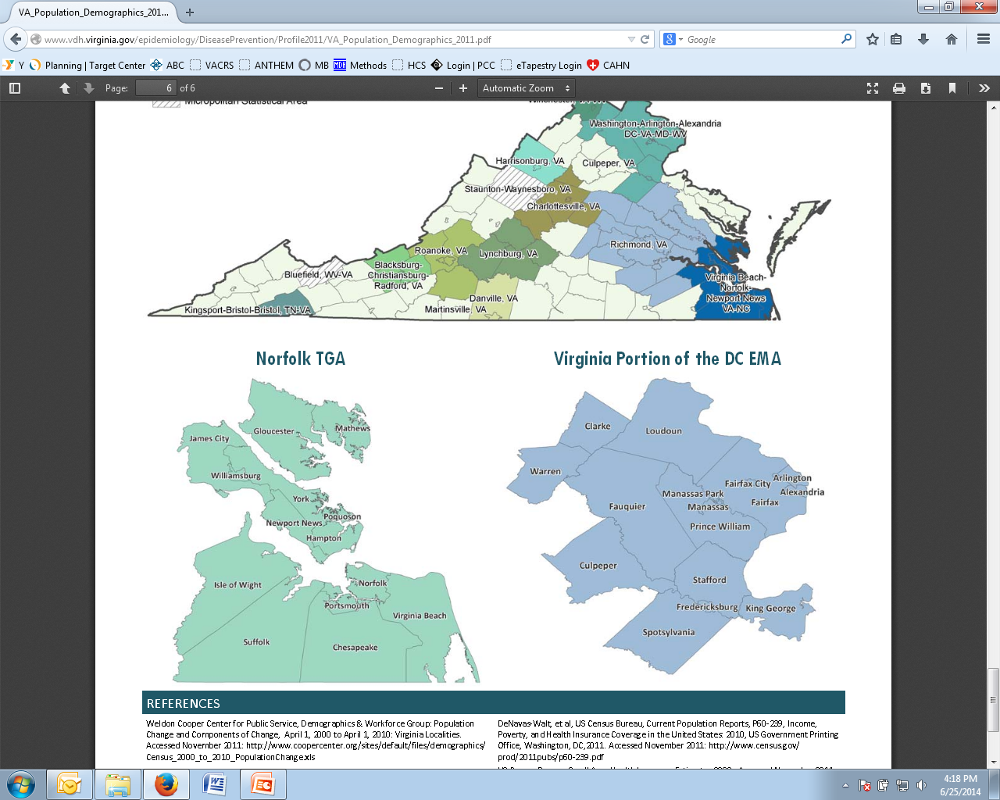 VA_Population_Demographics_201...
www.vdh.virginia.gov/epidemiology/DiseasePrevention/Profile2011/VA_Population_Demographics_2011.pdf
Google
Y Planning | Target Center ABC VACRS ANTHEM MB MDH Methods HCS Login | PCC eTapestry Login CAHN
Page: 6 of 6
Automatic Zoom
Micropolitan Statistical Area
Washington-Arlington-Alexandria
DC-VA-MD-WV
Harrisonburg, VA
Culpeper, VA
Staunton-Waynesboro, VA
Charlottesville, VA
Richmond, VA
Roanoke, VA
Lynchburg, VA
Blacksburg-
Christiansburg-
Radford, VA
Bluefield, WV-VA
Virginia Beach-
Norfolk-
Newport News
VA-NC
Danville, VA
Martinsville, VA
Kingsport-Bristol-Bristol, TN-VA
Norfolk TGA
Gloucester
Mathews
James City
Williamsburg
York
Poquoson
Newport News
Hampton
Isle of Wight
Norfolk
Portsmouth
Virginia Beach
Suffolk
Chesapeake
Virginia Portion of the DC EMA
Clarke
Loudoun
Warren
Arlington
Fairfax City
Alexandria
Manassas Park
Fairfax
Fauquier
Manassas
Prince William
Culpeper
Stafford
Fredericksburg
King George
Spotsylvania
REFERENCES
Weldon Cooper Center for Public Service, Demographics & Workforce Group: Population
Change and Components of Change, April 1, 2000 to April 1, 2010: Virginia Localities.
Accessed November 2011: http://www.coopercenter.org/sites/default/files/demographics/
Census_2000_to_2010_PopulationChange.xls
DeNavas-Walt, et al, US Census Bureau, Current Population Reports, P60-239, Income,
Poverty, and Health Insurance Coverage in the United States: 2010, US Government Printing
Office, Washington, DC, 2011. Accessed November 2011: http://www.census.gov/
prod/2011pubs/p60-239.pdf
4:18 PM
6/25/2014